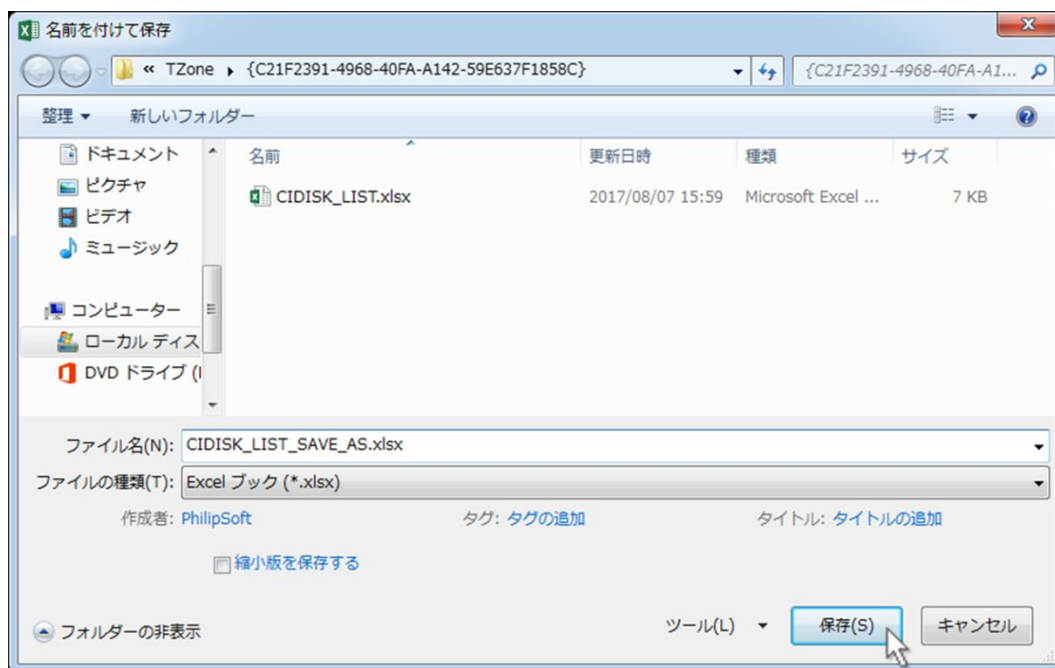 名前を付けて保存
« TZone ▸ {C21F2391-4968-40FA-A142-59E637F1858C}
{C21F2391-4968-40FA-A1...
整理 新しいフォルダー
名前 更新日時 種類 サイズ
ドキュメント
ピクチャ
ビデオ
ミュージック
コンピューター
ローカル ディス
DVD ドライブ (I
CIDISK_LIST.xlsx 2017/08/07 15:59 Microsoft Excel ... 7 KB
ファイル名(N): CIDISK_LIST_SAVE_AS.xlsx
ファイルの種類(T): Excel ブック (*.xlsx)
作成者: PhilipSoft タグ: タグの追加 タイトル: タイトルの追加
縮小版を保存する
フォルダーの非表示 ツール(L) 保存(S) キャンセル